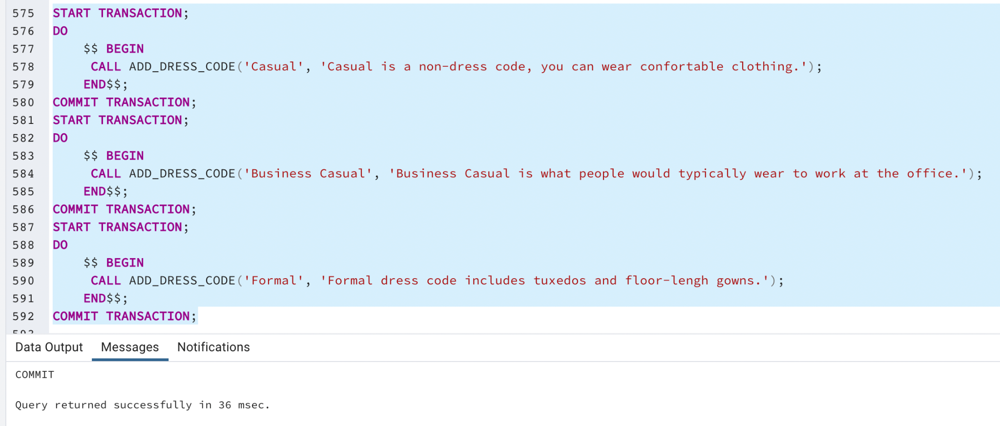 575 START TRANSACTION;
576 DO
577 $$ BEGIN
578 CALL ADD_DRESS_CODE('Casual', 'Casual is a non-dress code, you can wear confortable clothing.');
579 END$$;
580 COMMIT TRANSACTION;
581 START TRANSACTION;
582 DO
583 $$ BEGIN
584 CALL ADD_DRESS_CODE('Business Casual', 'Business Casual is what people would typically wear to work at the office.');
585 END$$;
586 COMMIT TRANSACTION;
587 START TRANSACTION;
588 DO
589 $$ BEGIN
590 CALL ADD_DRESS_CODE('Formal', 'Formal dress code includes tuxedos and floor-lengh gowns.');
591 END$$;
592 COMMIT TRANSACTION;
593
Data Output Messages Notifications
COMMIT
Query returned successfully in 36 msec.